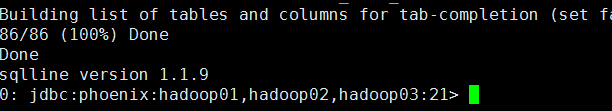 Building list of tables and columns for tab-completion (set fa
86/86 (100%) Done
Done
sqlline version 1.1.9
0: jdbc:phoenix:hadoop01,hadoop02,hadoop03:21>